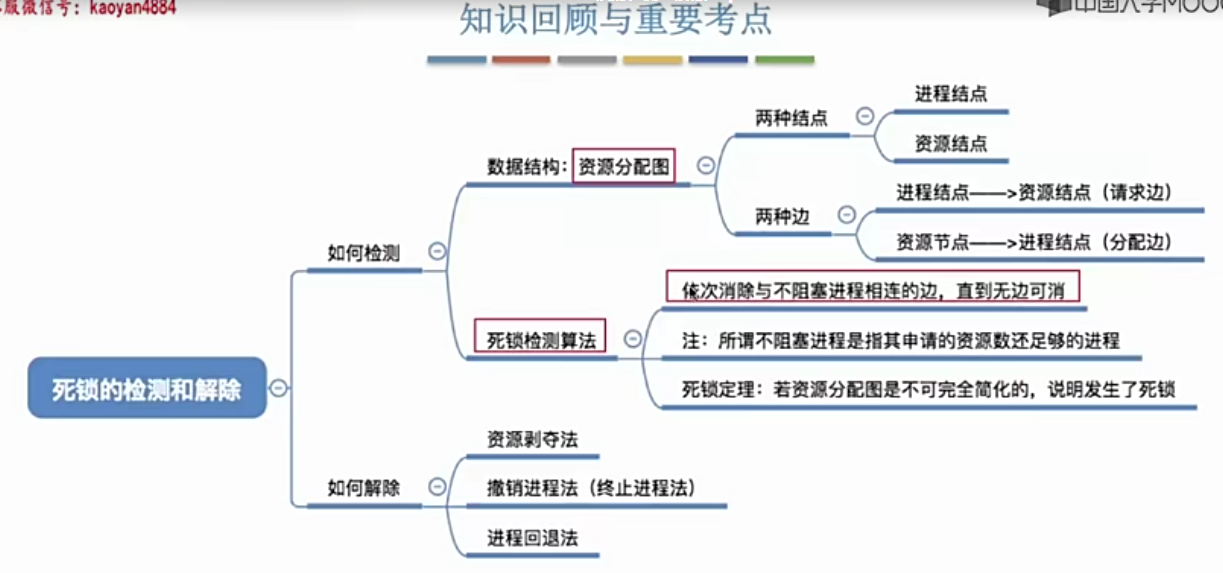 服微信号：kaoyan4884
中国大学MOOC
知识回顾与重要考点
进程结点
两种结点
资源结点
数据结构：资源分配图
进程结点——>资源结点（请求边）
两种边
资源节点——>进程结点（分配边）
如何检测
依次消除与不阻塞进程相连的边，直到无边可消
死锁检测算法
注：所谓不阻塞进程是指其申请的资源数还足够的进程
死锁定理：若资源分配图是不可完全简化的，说明发生了死锁
死锁的检测和解除
资源剥夺法
如何解除
撤销进程法（终止进程法）
进程回退法